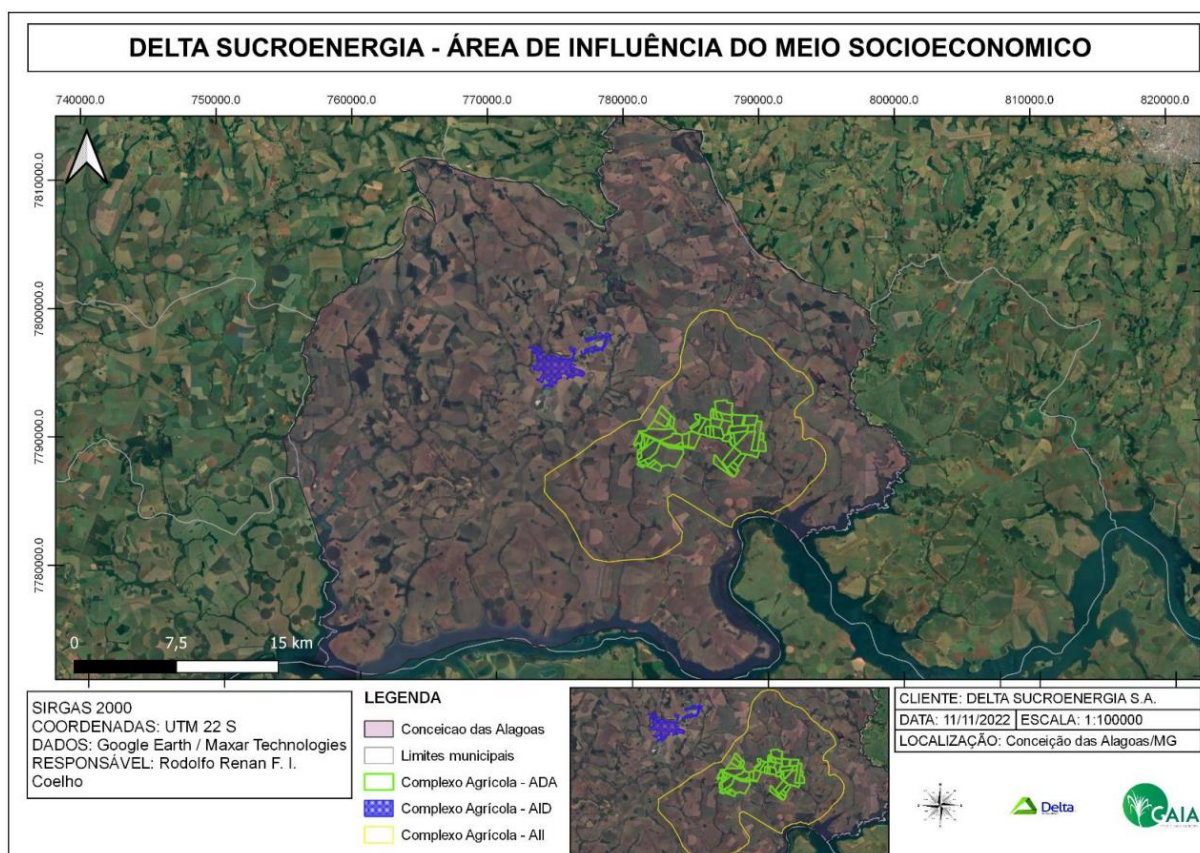 DELTA SUCROENERGIA - ÁREA DE INFLUÊNCIA DO MEIO SOCIOECONOMICO
740000.0 750000.0 760000.0 770000.0 780000.0 790000.0 800000.0 810000.0 820000.0
7810000.0
7800000.0
7790000.0
7780000.0
0 7,5 15 km
SIRGAS 2000
COORDENADAS: UTM 22 S
DADOS: Google Earth / Maxar Technologies
RESPONSÁVEL: Rodolfo Renan F. I.
Coelho
LEGENDA
Conceicao das Alagoas
Limites municipais
Complexo Agrícola - ADA
Complexo Agrícola - AID
Complexo Agrícola - AII
CLIENTE: DELTA SUCROENERGIA S.A.
DATA: 11/11/2022 ESCALA: 1:100000
LOCALIZAÇÃO: Conceição das Alagoas/MG
Delta
GAIA